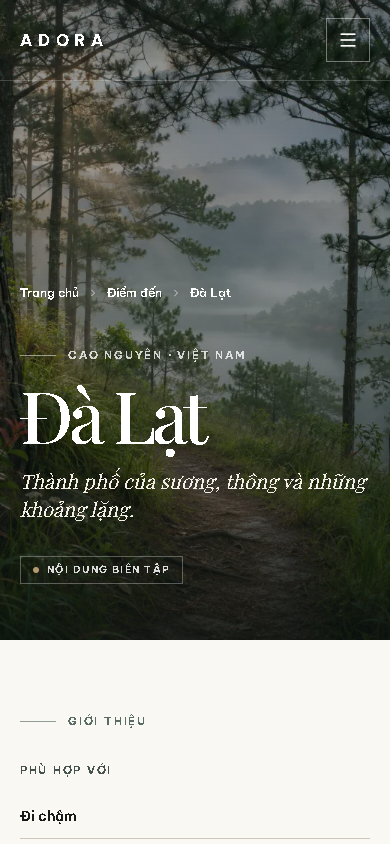 ADORA
Trang chủ > Điểm đến > Đà Lạt
CAO NGUYÊN · VIỆT NAM
Đà Lạt
Thành phố của sương, thông và những
khoảng lặng.
NỘI DUNG BIÊN TẬP
GIỚI THIỆU
PHÙ HỢP VỚI
Đi chậm